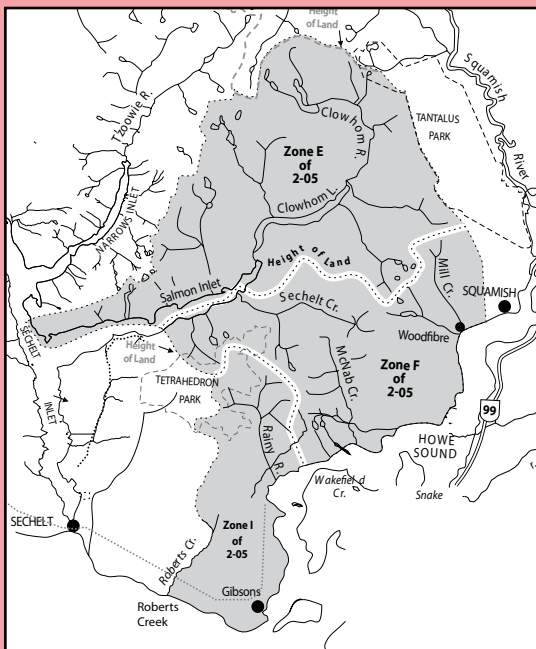 Height
of Land
Tzoowie R.
Squamish
River
TANTALUS
PARK
Clowhom R.
Zone E
of
2-05
Clowhom L.
NARROWS INLET
Height of Land
Mill Cr.
Salmon Inlet
Sechelt Cr.
SQUAMISH
SECHELT
INLET
Woodfibre
Height
of Land
McNab Cr.
Zone F
of
2-05
TETRAHEDRON
PARK
99
Rainy R.
HOWE
SOUND
Wakefield
Cr.
Snake
SECHELT
Zone I
of
2-05
Roberts Cr.
Gibsons
Roberts
Creek